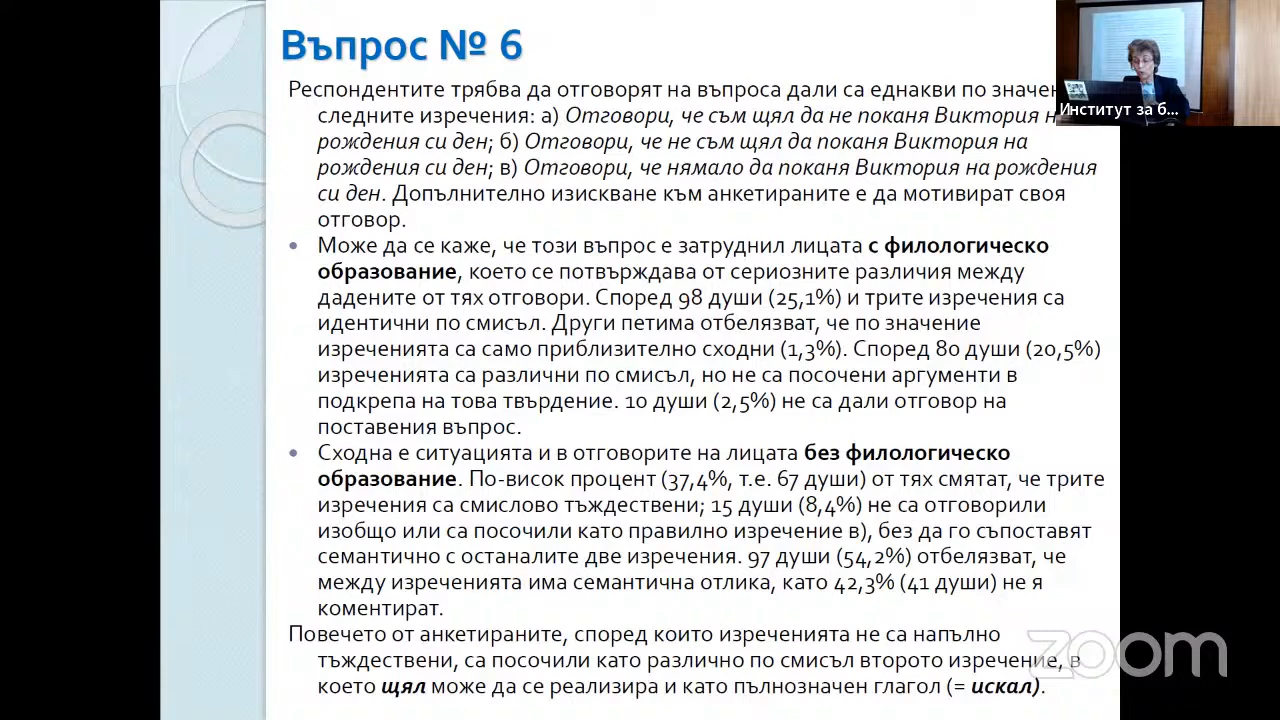 Въпрос № 6
Респондентите трябва да отговорят на въпроса дали са еднакви по
следните изречения: а) Отговори, че съм щял да не поканя Виктория
рождения си ден; б) Отговори, че не съм щял да поканя Виктория на
рождения си ден; в) Отговори, че нямало да поканя Виктория на рождения
си ден. Допълнително изискване към анкетираните е да мотивират своя
отговор.
• Може да се каже, че този въпрос е затруднил лицата с филологическо
образование, което се потвърждава от сериозните различия между
дадените от тях отговори. Според 98 души (25,1%) и трите изречения са
идентични по смисъл. Други петима отбелязват, че по значение
изреченията са само приблизително сходни (1,3%). Според 80 души (20,5%)
изреченията са различни по смисъл, но не са посочени аргументи в
подкрепа на това твърдение. 10 души (2,5%) не са дали отговор на
поставения въпрос.
• Сходна е ситуацията и в отговорите на лицата без филологическо
образование. По-висок процент (37,4%, т.е. 67 души) от тях смятат, че трите
изречения са смислово тъждествени; 15 души (8,4%) не са отговорили
изобщо или са посочили като правилно изречение в), без да го съпоставят
семантично с останалите две изречения. 97 души (54,2%) отбелязват, че
между изреченията има семантична отлика, като 42,3% (41 души) не я
коментират.
Повечето от анкетираните, според които изреченията не са напълно
тъждествени, са посочили като различно по смисъл второто изречение, в
което щял може да се реализира и като пълнозначен глагол (= искал).
Институт за б...
zoom